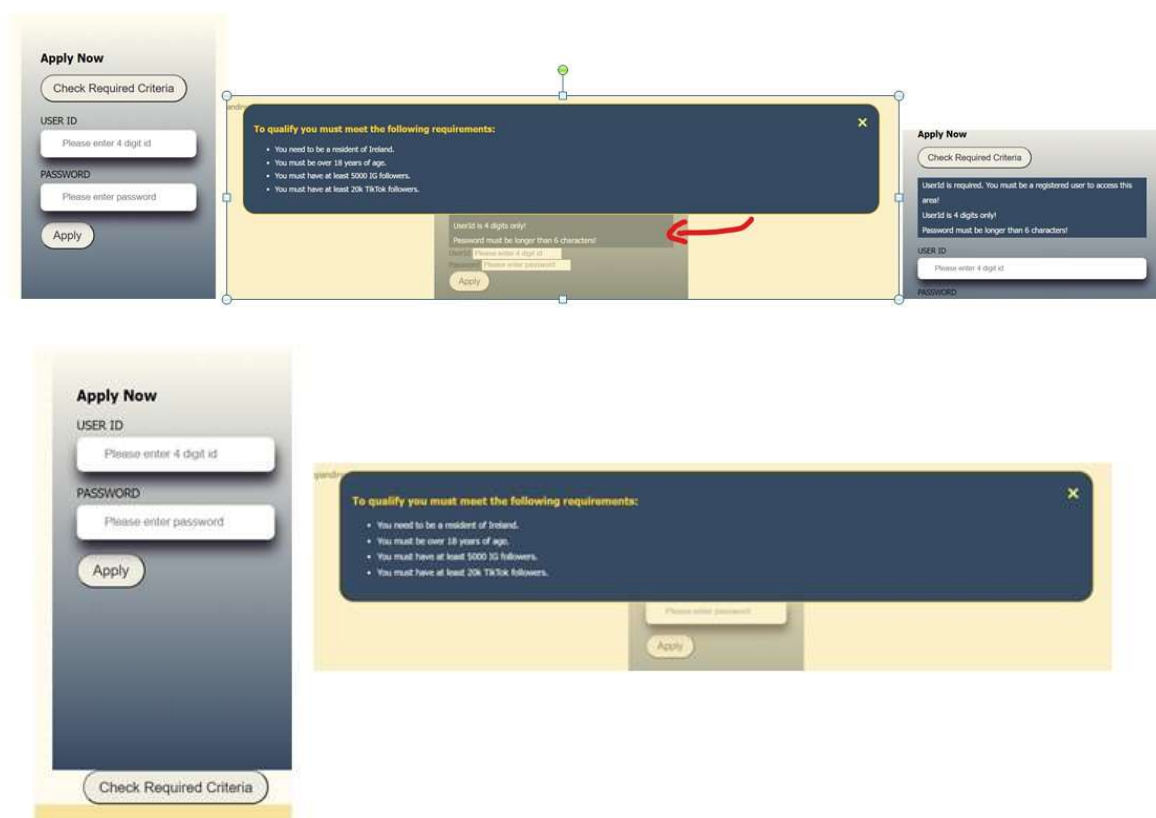 Apply Now
Check Required Criteria
USER ID
Please enter 4 digit id
PASSWORD
Please enter password
Apply
To qualify you must meet the following requirements:
• You need to be a resident of Ireland.
• You must be over 18 years of age.
• You must have at least 5000 IG followers.
• You must have at least 20k TikTok followers.
UserId is 4 digits only!
Password must be longer than 6 characters!
UserId Please enter 4 digit id
Password Please enter password
Apply
Apply Now
Check Required Criteria
UserId is required. You must be a registered user to access this
area!
UserId is 4 digits only!
Password must be longer than 6 characters!
USER ID
Please enter 4 digit id
PASSWORD
Apply Now
USER ID
Please enter 4 digit id
PASSWORD
Please enter password
Apply
Check Required Criteria
To qualify you must meet the following requirements:
• You need to be a resident of Ireland.
• You must be over 18 years of age.
• You must have at least 5000 IG followers.
• You must have at least 20k TikTok followers.
Please enter password
Apply